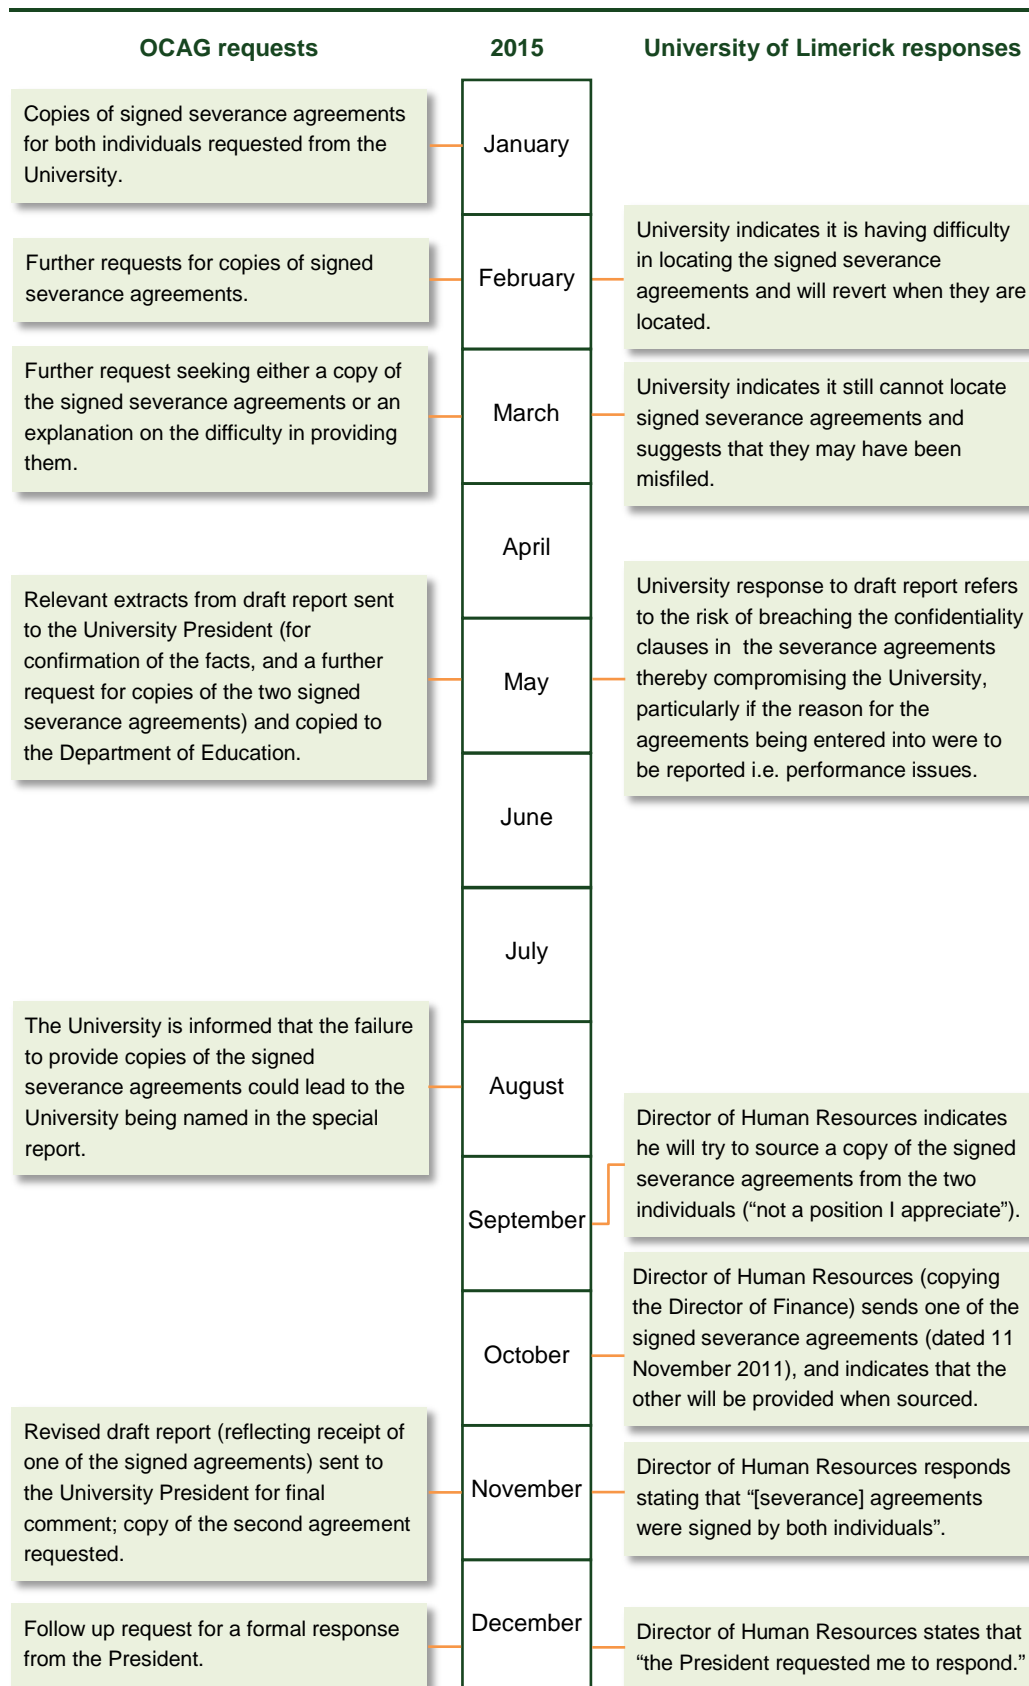 OCAG requests
2015
University of Limerick responses
Copies of signed severance agreements
for both individuals requested from the
University.
January
Further requests for copies of signed
severance agreements.
February
University indicates it is having difficulty
in locating the signed severance
agreements and will revert when they are
located.
Further request seeking either a copy of
the signed severance agreements or an
explanation on the difficulty in providing
them.
March
University indicates it still cannot locate
signed severance agreements and
suggests that they may have been
misfiled.
April
Relevant extracts from draft report sent
to the University President (for
confirmation of the facts, and a further
request for copies of the two signed
severance agreements) and copied to
the Department of Education.
May
University response to draft report refers
to the risk of breaching the confidentiality
clauses in  the severance agreements
thereby compromising the University,
particularly if the reason for the
agreements being entered into were to
be reported i.e. performance issues.
June
July
The University is informed that the failure
to provide copies of the signed
severance agreements could lead to the
University being named in the special
report.
August
September
Director of Human Resources indicates
he will try to source a copy of the signed
severance agreements from the two
individuals (“not a position I appreciate”).
October
Director of Human Resources (copying
the Director of Finance) sends one of the
signed severance agreements (dated 11
November 2011), and indicates that the
other will be provided when sourced.
Revised draft report (reflecting receipt of
one of the signed agreements) sent to
the University President for final
comment; copy of the second agreement
requested.
November
Director of Human Resources responds
stating that “[severance] agreements
were signed by both individuals”.
Follow up request for a formal response
from the President.
December
Director of Human Resources states that
“the President requested me to respond.”